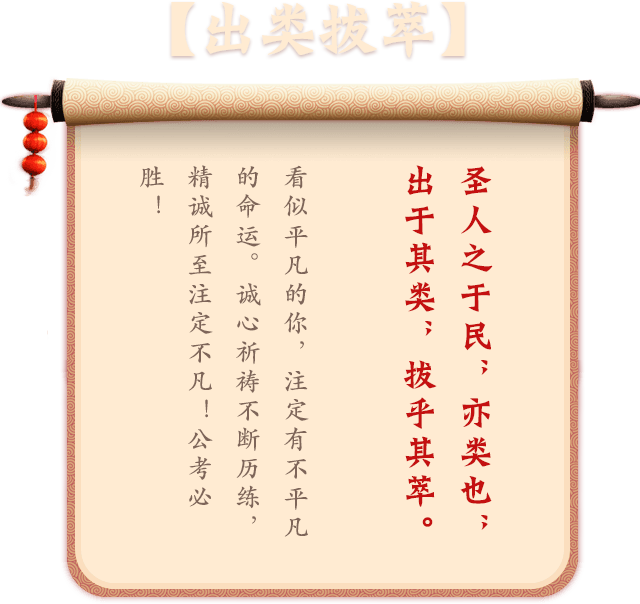 【出类拔萃】
圣人之于民；亦类也；
出于其类；拔乎其萃。
看似平凡的你，注定有不平凡
的命运。诚心祈祷不断历练，
精诚所至注定不凡！公考必
胜！